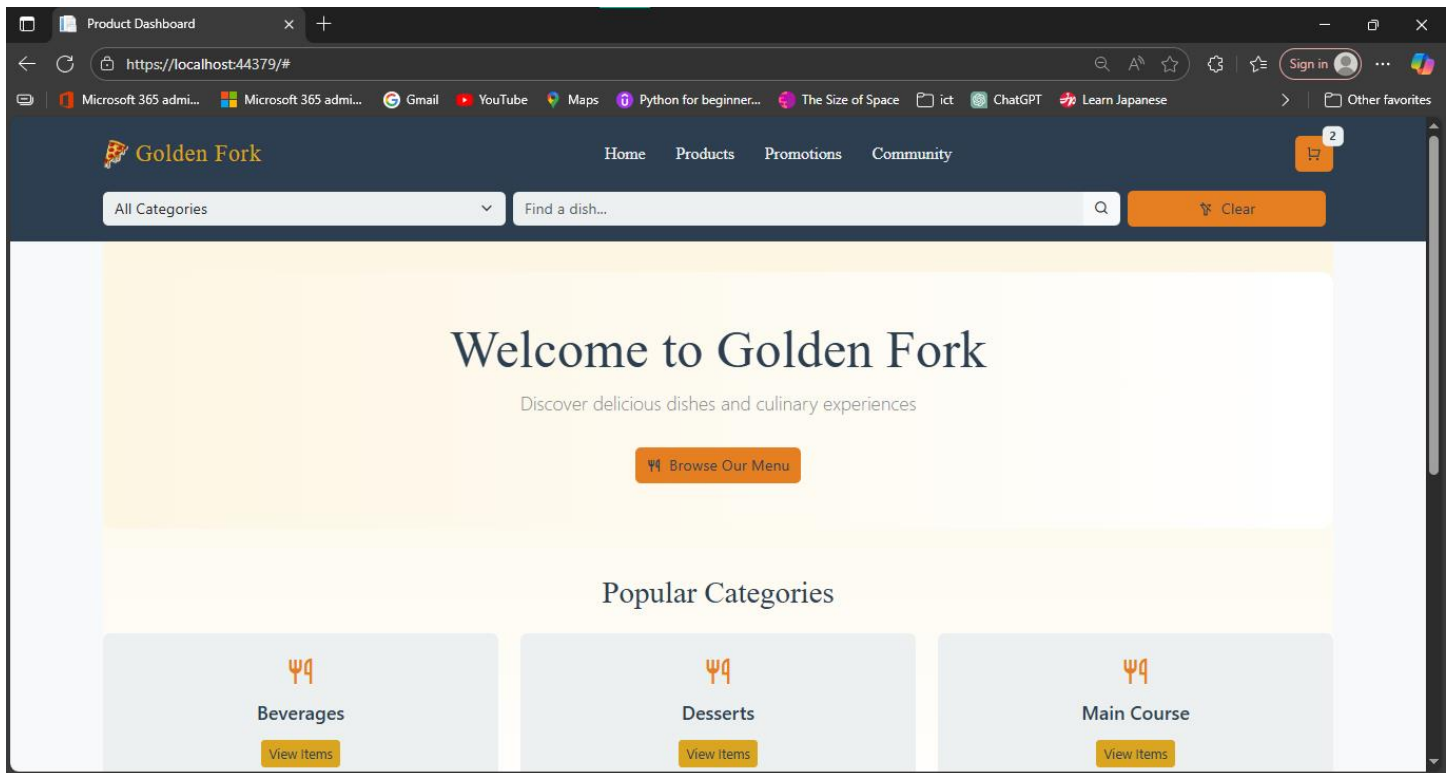 Product Dashboard
https://localhost:44379/#
Sign in
Microsoft 365 admi... Microsoft 365 admi... Gmail YouTube Maps Python for beginner... The Size of Space ict ChatGPT Learn Japanese Other favorites
Golden Fork Home Products Promotions Community 2
All Categories Find a dish... Clear
Welcome to Golden Fork
Discover delicious dishes and culinary experiences
Browse Our Menu
Popular Categories
Beverages Desserts Main Course
View Items View Items View Items